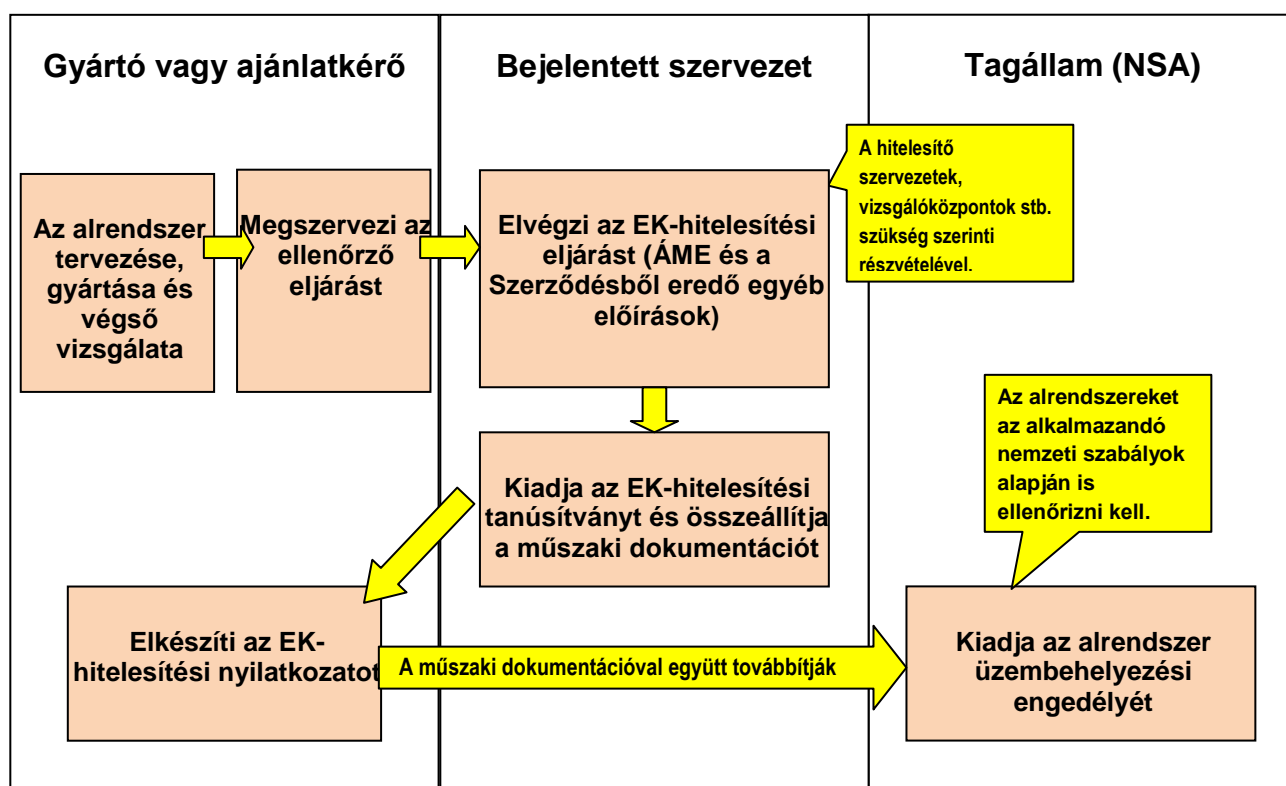 Gyártó vagy ajánlatkérő
Bejelentett szervezet
Tagállam (NSA)
Az alrendszer
tervezése,
gyártása és
végső
vizsgálata
Megszervezi az
ellenőrző
eljárást
Elvégzi az EK-hitelesítési
eljárást (ÁME és a
Szerződésből eredő egyéb
előírások)
A hitelesítő
szervezetek,
vizsgálóközpontok stb.
szükség szerinti
részvételével.
Kiadja az EK-hitelesítési
tanúsítványt és összeállítja
a műszaki dokumentációt
Az alrendszereket
az alkalmazandó
nemzeti szabályok
alapján is
ellenőrizni kell.
Elkészíti az EK-
hitelesítési nyilatkozatot
A műszaki dokumentációval együtt továbbítják
Kiadja az alrendszer
üzembehelyezési
engedélyét